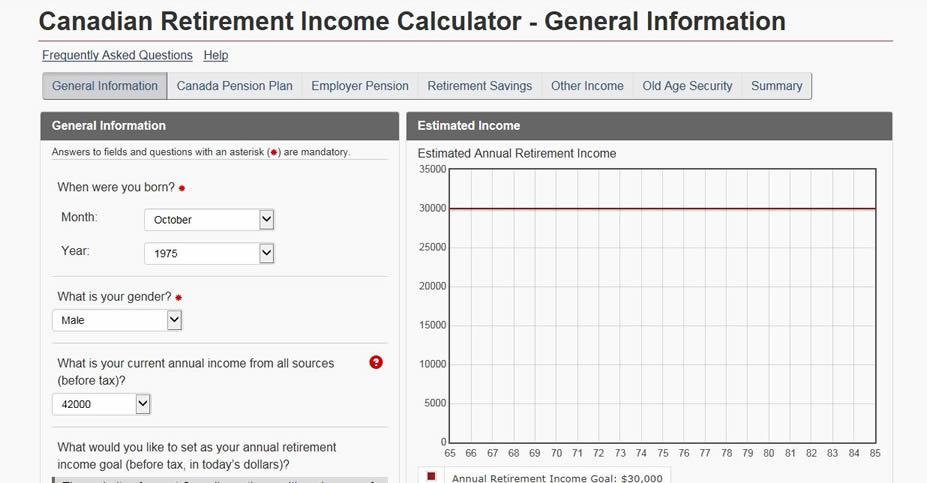 Canadian Retirement Income Calculator - General Information
Frequently Asked Questions Help
General Information Canada Pension Plan Employer Pension Retirement Savings Other Income Old Age Security Summary
General Information
Answers to fields and questions with an asterisk (*) are mandatory.
When were you born? *
Month: October
Year: 1975
What is your gender? *
Male
What is your current annual income from all sources
(before tax)? ?
42000
What would you like to set as your annual retirement
income goal (before tax, in today's dollars)?
Estimated Income
Estimated Annual Retirement Income
35000
30000
25000
20000
15000
10000
5000
0
65 66 67 68 69 70 71 72 73 74 75 76 77 78 79 80 81 82 83 84 85
Annual Retirement Income Goal: $30,000